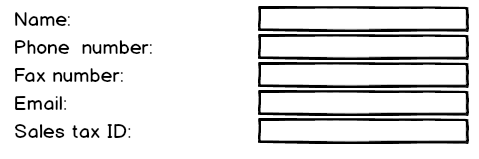 Name:
Phone number:
Fax number:
Email:
Sales tax ID: